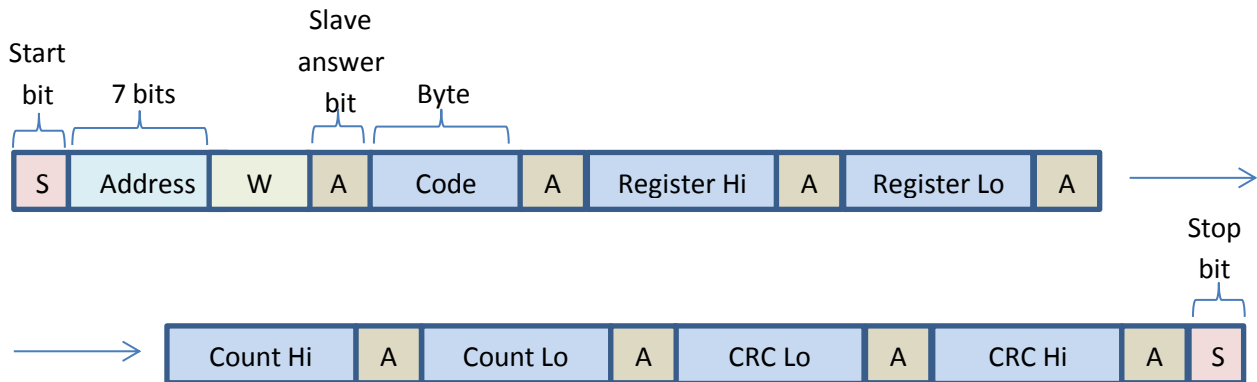 Start
bit
7 bits
Slave
answer
bit
Byte
S Address W A Code A Register Hi A Register Lo A
Stop
bit
Count Hi A Count Lo A CRC Lo A CRC Hi A S